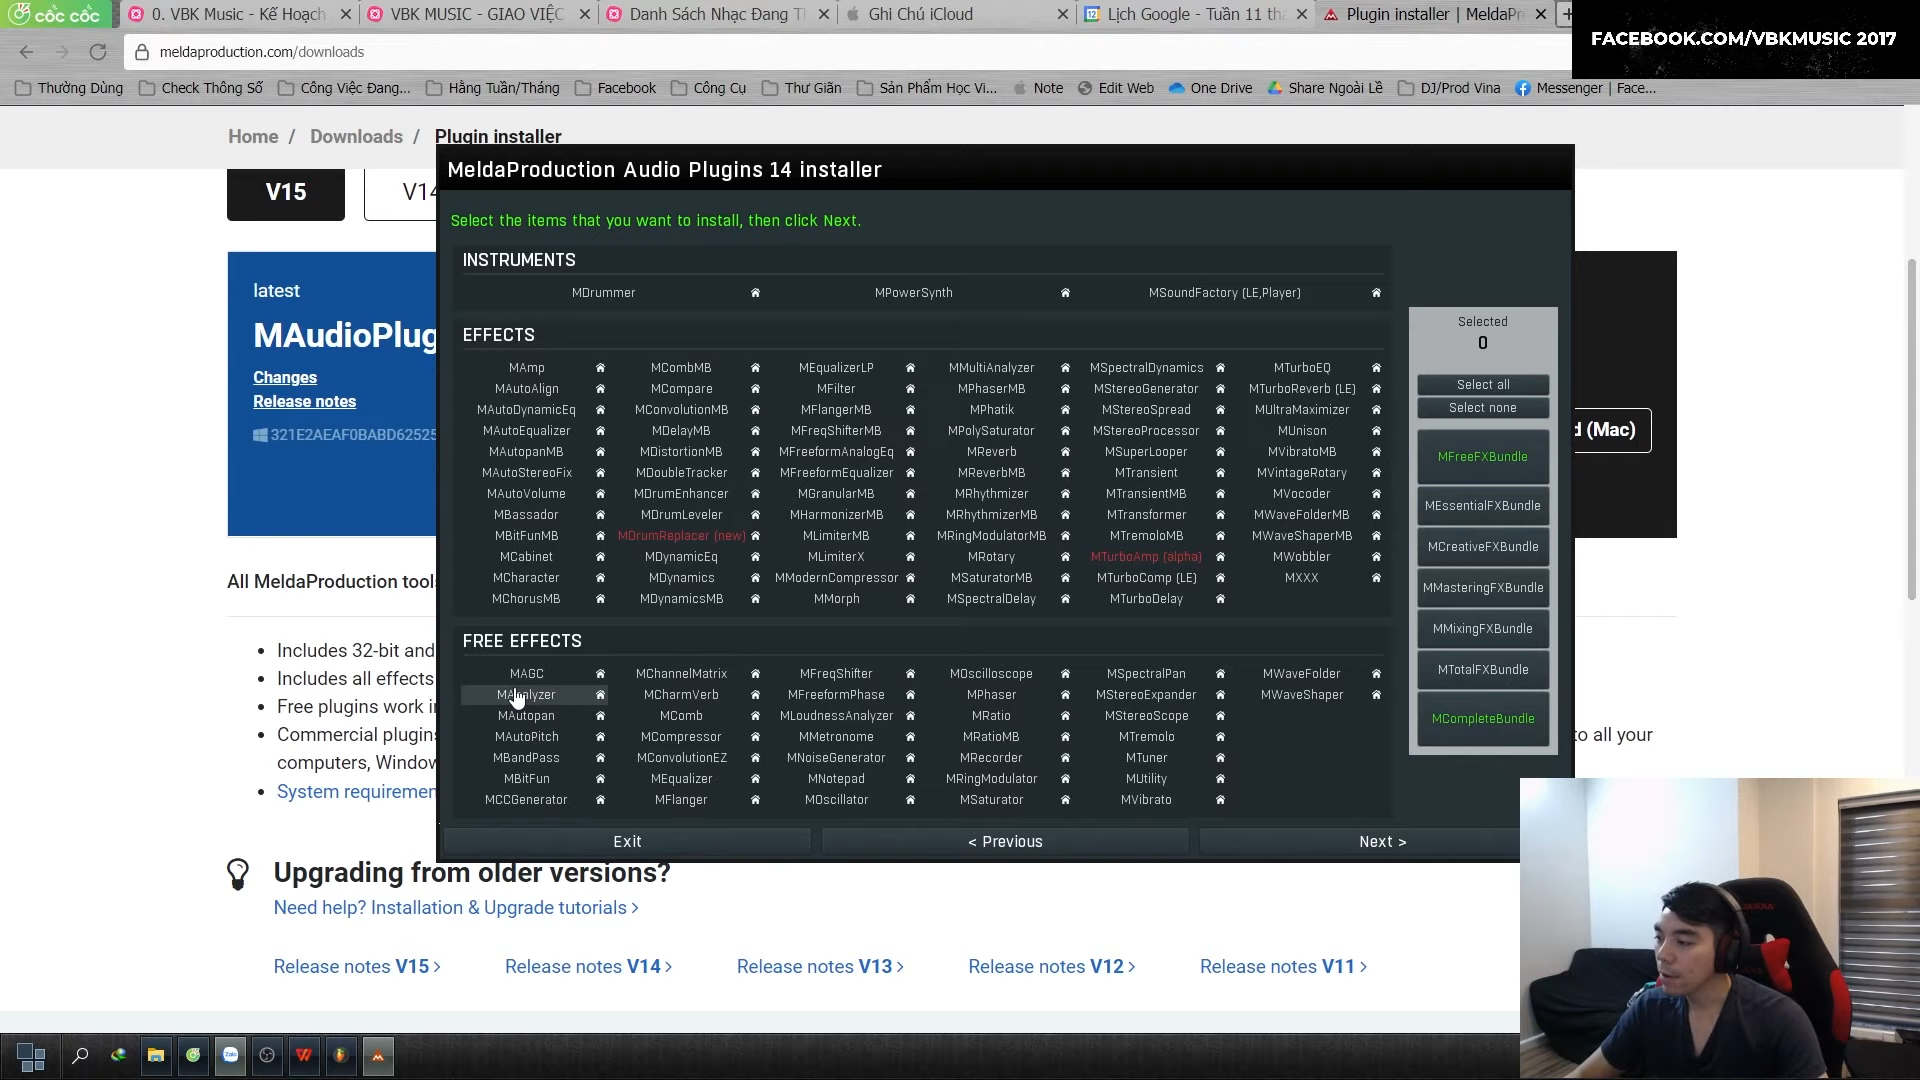 cốc cốc
0. VBK Music - Kế Hoạch
VBK MUSIC - GIAO VIỆC
Danh Sách Nhạc Đang T
Ghi Chú iCloud
Lịch Google - Tuần 11 th
Plugin installer | MeldaPr
FACEBOOK.COM/VBKMUSIC 2017
meldaproduction.com/downloads
Thường Dùng
Check Thông Số
Công Việc Đang...
Hằng Tuần/Tháng
Facebook
Công Cụ
Thư Giãn
Sản Phẩm Học Vi...
Note
Edit Web
One Drive
Share Ngoài Lề
DJ/Prod Vina
Messenger | Face...
Home / Downloads / Plugin installer
V15
V14
MeldaProduction Audio Plugins 14 installer
Select the items that you want to install, then click Next.
latest
MAudioPlug
Changes
Release notes
321E2AEAF0BABD62525
d (Mac)
INSTRUMENTS
MDrummer MPowerSynth MSoundFactory (LE,Player)
EFFECTS
MAmp MCombMB MEqualizerLP MMultiAnalyzer MSpectralDynamics MTurboEQ
MAutoAlign MCompare MFilter MPhaserMB MStereoGenerator MTurboReverb (LE)
MAutoDynamicEq MConvolutionMB MFlangerMB MPhatik MStereoSpread MUltraMaximizer
MAutoEqualizer MDelayMB MFreqShifterMB MPolySaturator MStereoProcessor MUnison
MAutopanMB MDistortionMB MFreeformAnalogEq MReverb MSuperLooper MVibratoMB
MAutoStereoFix MDoubleTracker MFreeformEqualizer MReverbMB MTransient MVintageRotary
MAutoVolume MDrumEnhancer MGranularMB MRhythmizer MTransientMB MVocoder
MBassador MDrumLeveler MHarmonizerMB MRhythmizerMB MTransformer MWaveFolderMB
MBitFunMB MDrumReplacer (new) MLimiterMB MRingModulatorMB MTremoloMB MWaveShaperMB
MCabinet MDynamicEq MLimiterX MRotary MTurboAmp (alpha) MWobbler
MCharacter MDynamics MModernCompressor MSaturatorMB MTurboComp (LE) MXXX
MChorusMB MDynamicsMB MMorph MSpectralDelay MTurboDelay
FREE EFFECTS
MAGC MChannelMatrix MFreqShifter MOscilloscope MSpectralPan MWaveFolder
MAnalyzer MCharmVerb MFreeformPhase MPhaser MStereoExpander MWaveShaper
MAutopan MComb MLoudnessAnalyzer MRatio MStereoScope
MAutoPitch MCompressor MMetronome MRatioMB MTremolo
MBandPass MConvolutionEZ MNoiseGenerator MRecorder MTuner
MBitFun MEqualizer MNotepad MRingModulator MUtility
MCCGenerator MFlanger MOscillator MSaturator MVibrato
Selected
0
Select all
Select none
MFreeFXBundle
MEssentialFXBundle
MCreativeFXBundle
MMasteringFXBundle
MMixingFXBundle
MTotalFXBundle
MCompleteBundle
Exit
< Previous
Next >
All MeldaProduction tools
Includes 32-bit and
Includes all effects
Free plugins work i
Commercial plugins
to all your
computers, Window
System requiremen
Upgrading from older versions?
Need help? Installation & Upgrade tutorials >
Release notes V15 >
Release notes V14 >
Release notes V13 >
Release notes V12 >
Release notes V11 >
Zalo